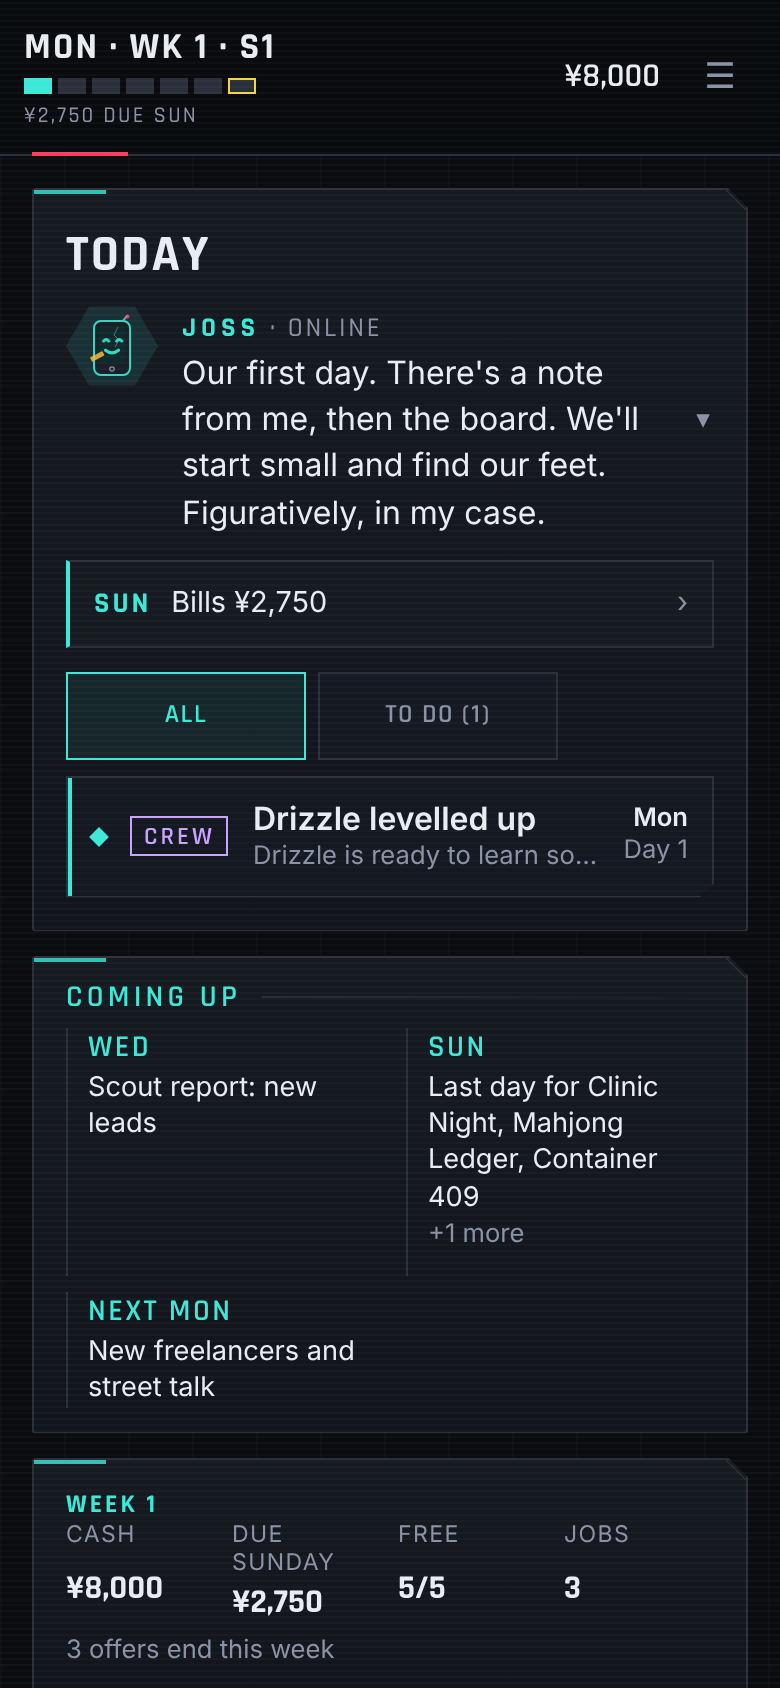 MON · WK 1 · S1
¥2,750 DUE SUN
¥8,000
TODAY
JOSS · ONLINE
Our first day. There's a note
from me, then the board. We'll
start small and find our feet.
Figuratively, in my case.
SUN Bills ¥2,750
ALL
TO DO (1)
CREW
Drizzle levelled up
Drizzle is ready to learn so...
Mon
Day 1
COMING UP
WED
Scout report: new
leads
SUN
Last day for Clinic
Night, Mahjong
Ledger, Container
409
+1 more
NEXT MON
New freelancers and
street talk
WEEK 1
CASH
¥8,000
DUE
SUNDAY
¥2,750
FREE
5/5
JOBS
3
3 offers end this week